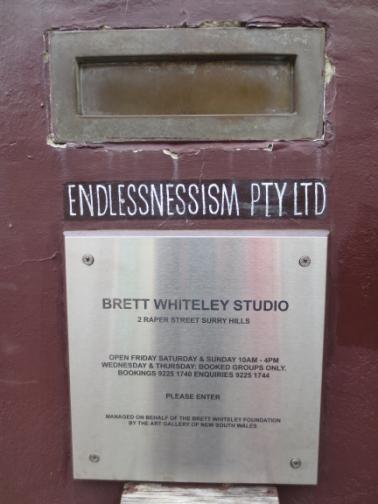 ENDLESSNESSISM PTY LTD
BRETT WHITELEY STUDIO
2 RAPER STREET SURRY HILLS
OPEN FRIDAY SATURDAY & SUNDAY 10AM - 4PM
WEDNESDAY & THURSDAY: BOOKED GROUPS ONLY.
BOOKINGS 9225 1740 ENQUIRIES 9225 1744
PLEASE ENTER
MANAGED ON BEHALF OF THE BRETT WHITELEY FOUNDATION
BY THE ART GALLERY OF NEW SOUTH WALES